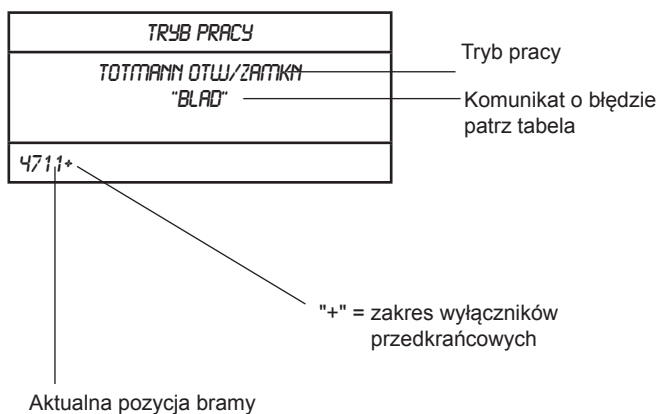 TRYB PRACY
TOTMANN OTW/ZAMKN
"BLAD"
4711+
Tryb pracy
Komunikat o błędzie
patrz tabela
"+" = zakres wyłączników
przedkrańcowych
Aktualna pozycja bramy